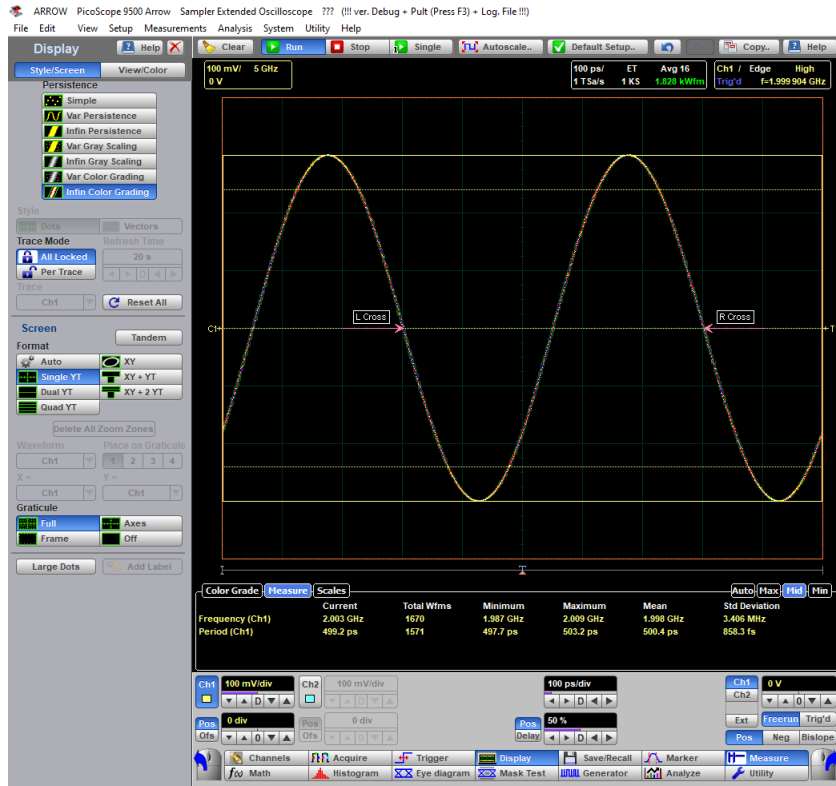 ARROW PicoScope 9500 Arrow Sampler Extended Oscilloscope ??? (!!! ver. Debug + Pult (Press F3) + Log. File !!!)
File Edit View Setup Measurements Analysis System Utility Help
Display Help Clear Run Stop Single Autoscale.. Default Setup.. Copy.. Help
Style/Screen View/Color
100 mV/ 5 GHz
0 V
100 ps/ ET Avg 16
1 TSa/s 1 KS 1.828 kWfm
Ch1 / Edge High
Trig'd f=1.999 904 GHz
Persistence
Simple
Var Persistence
Infin Persistence
Var Gray Scaling
Infin Gray Scaling
Var Color Grading
Infin Color Grading
Style
Dots Vectors
Trace Mode Refresh Time
All Locked 20 s
Per Trace D
Trace
Ch1 Reset All
L Cross R Cross
C1 T
Screen
Tandem
Format
Auto XY
Single YT XY + YT
Dual YT XY + 2 YT
Quad YT
Delete All Zoom Zones
Waveform Place on Graticule
Ch1 1 2 3 4
X = Y =
Ch1 Ch1
Graticule
Full Axes
Frame Off
Large Dots Add Label
T
Color Grade Measure Scales Auto Max Mid Min
Current Total Wfms Minimum Maximum Mean Std Deviation
Frequency (Ch1) 2.003 GHz 1670 1.987 GHz 2.009 GHz 1.998 GHz 3.406 MHz
Period (Ch1) 499.2 ps 1571 497.7 ps 503.2 ps 500.4 ps 858.3 fs
Ch1 100 mV/div Ch2 100 mV/div 100 ps/div Ch1 0 V
D D D Ch2 0
Pos 0 div Pos 0 div Pos 50 % Ext Freerun Trig'd
Ofs 0 Ofs 0 Delay D Pos Neg Bislope
Channels Acquire Trigger Display Save/Recall Marker Measure
f(x) Math Histogram Eye diagram Mask Test Generator Analyze Utility